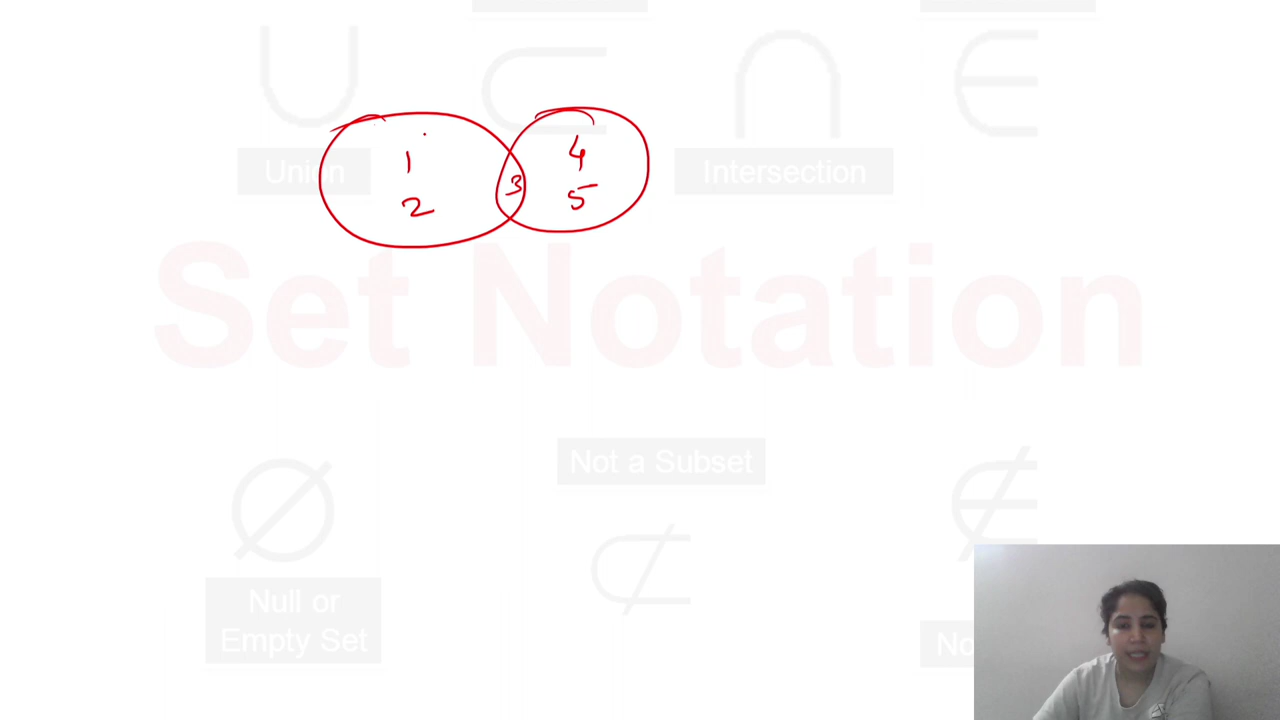 ∪ ⊂ ∩ ∈
1 4
2 3 5
Union Intersection
Set Notation
Not a Subset
∅ ⊄ ∉
Null or
Empty Set